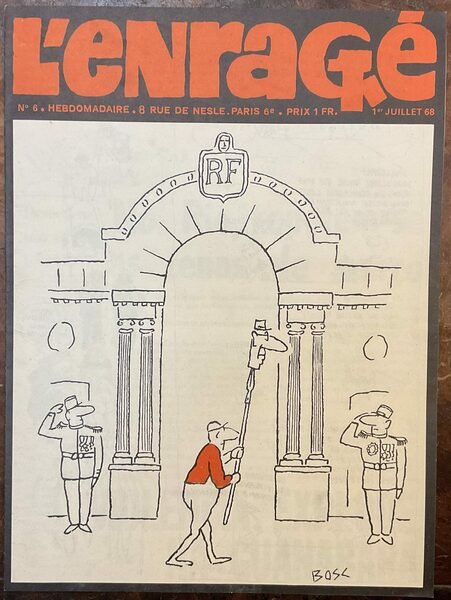 L'enragé
N° 6 • HEBDOMADAIRE • 8 RUE DE NESLE. PARIS 6e • PRIX 1 FR. • 1er JUILLET 68
RF
BOSC